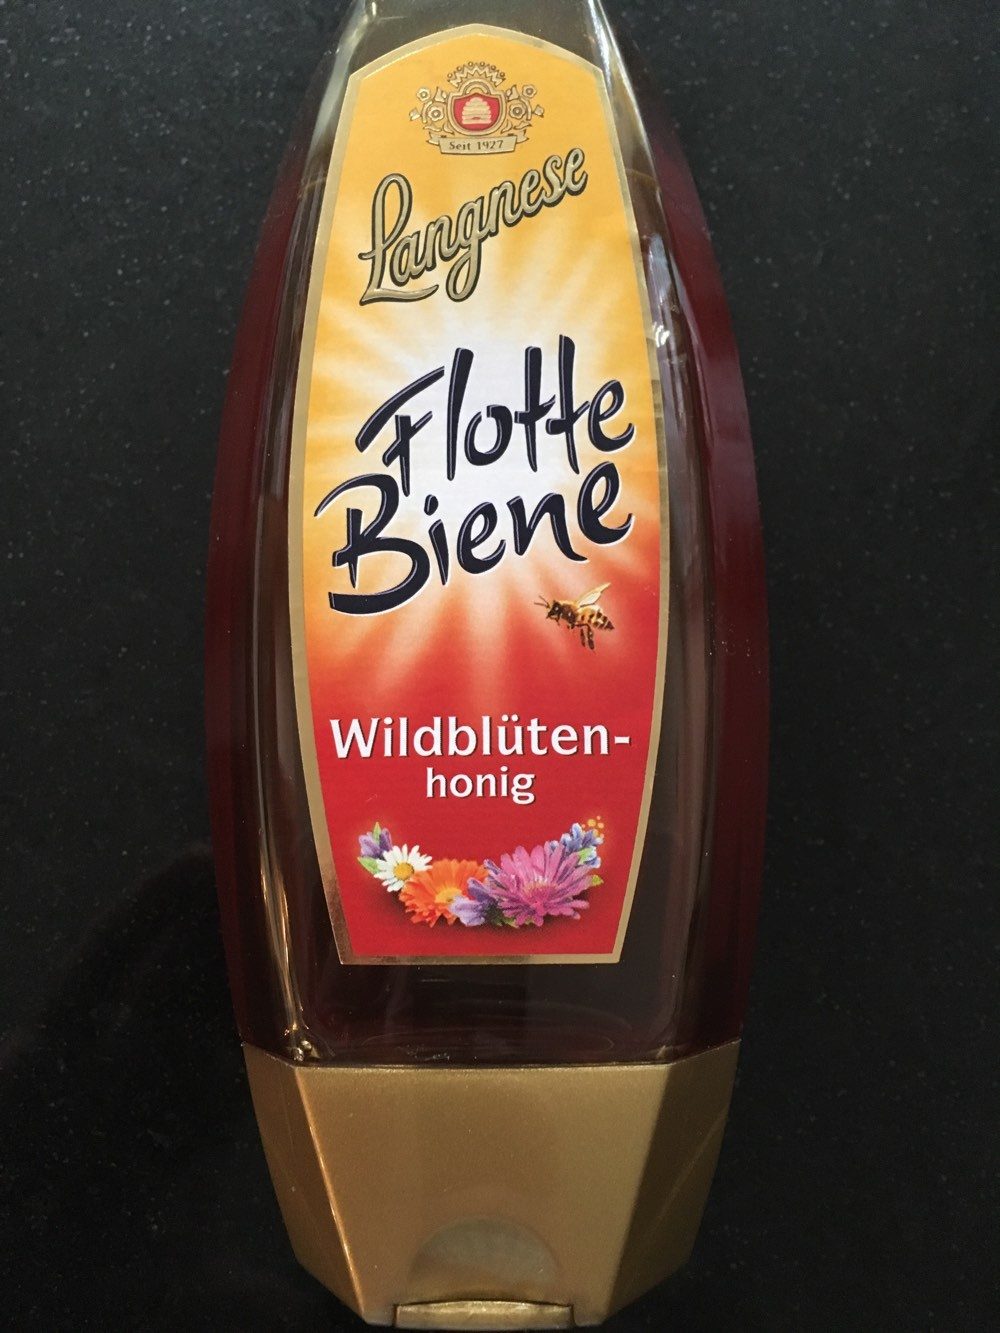 Seit 1927
Langnese
Flotte
Biene
Wildblüten-
honig